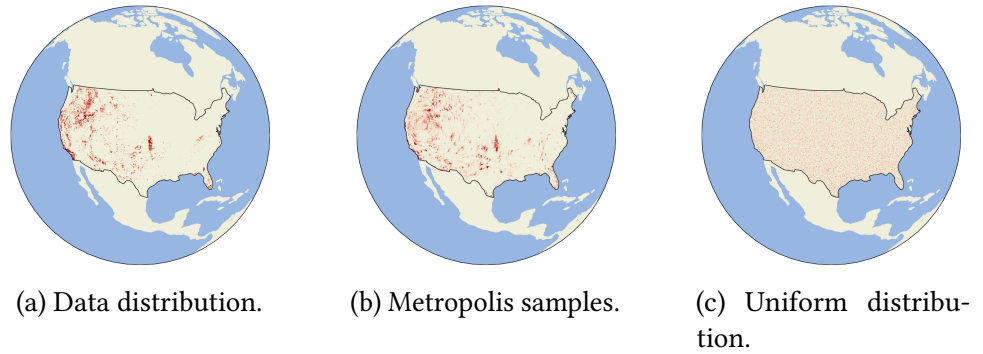 (a) Data distribution.
(b) Metropolis samples.
(c) Uniform distribu-
tion.